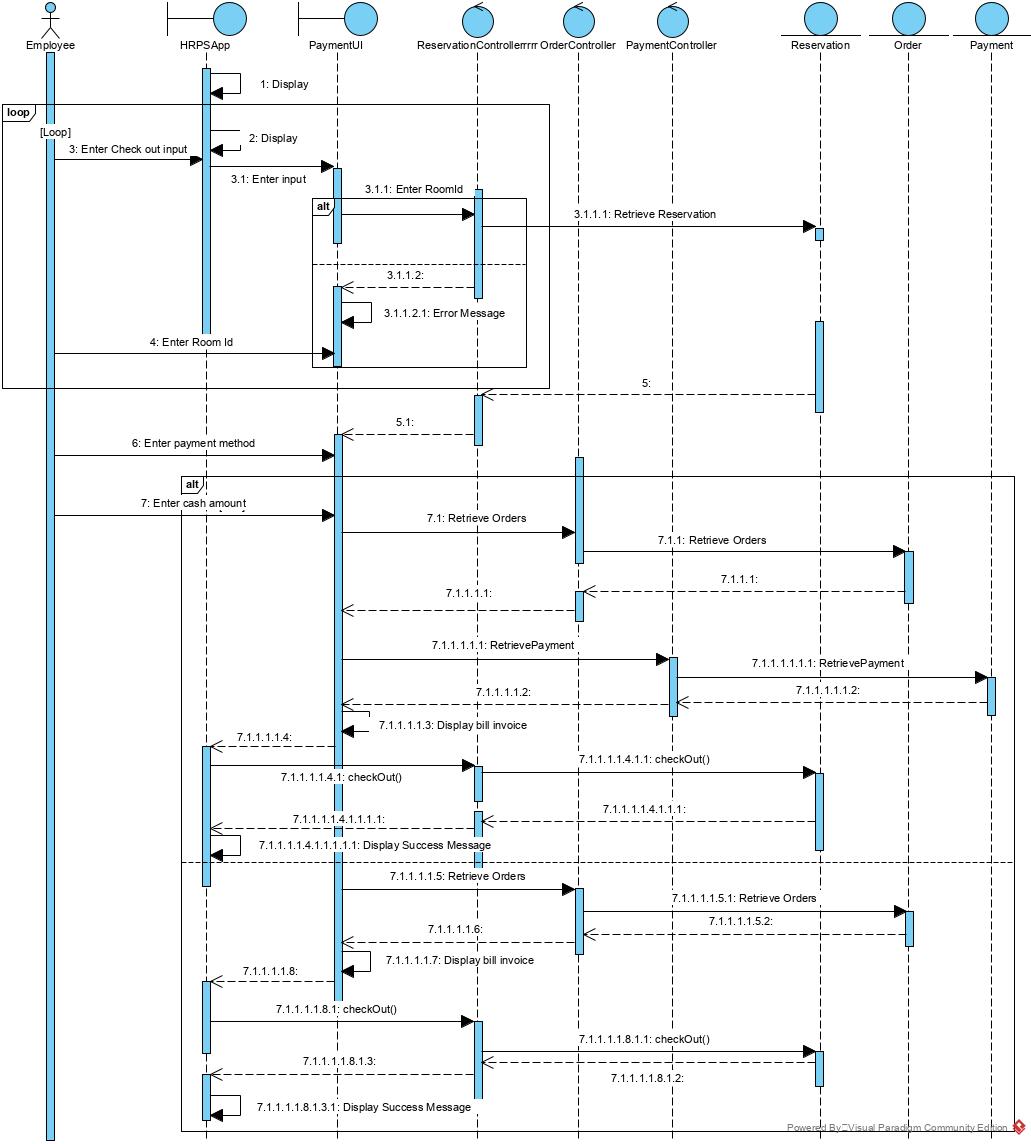 Employee
HRPSApp
PaymentUI
ReservationControllerrrrr
OrderController
PaymentController
Reservation
Order
Payment
1: Display
loop
[Loop]
2: Display
3: Enter Check out input
3.1: Enter input
3.1.1: Enter RoomId
alt
3.1.1.1: Retrieve Reservation
3.1.1.2:
3.1.1.2.1: Error Message
4: Enter Room Id
5:
5.1:
6: Enter payment method
alt
7: Enter cash amount
7.1: Retrieve Orders
7.1.1: Retrieve Orders
7.1.1.1:
7.1.1.1.1:
7.1.1.1.1.1: RetrievePayment
7.1.1.1.1.1.1: RetrievePayment
7.1.1.1.1.1.2:
7.1.1.1.1.2:
7.1.1.1.1.3: Display bill invoice
7.1.1.1.1.4:
7.1.1.1.1.4.1: checkOut()
7.1.1.1.1.4.1.1: checkOut()
7.1.1.1.1.4.1.1.1:
7.1.1.1.1.4.1.1.1.1:
7.1.1.1.1.4.1.1.1.1.1: Display Success Message
7.1.1.1.1.5: Retrieve Orders
7.1.1.1.1.5.1: Retrieve Orders
7.1.1.1.1.5.2:
7.1.1.1.1.6:
7.1.1.1.1.7: Display bill invoice
7.1.1.1.1.8:
7.1.1.1.1.8.1: checkOut()
7.1.1.1.1.8.1.1: checkOut()
7.1.1.1.1.8.1.2:
7.1.1.1.1.8.1.3:
7.1.1.1.1.8.1.3.1: Display Success Message
Powered By Visual Paradigm Community Edition